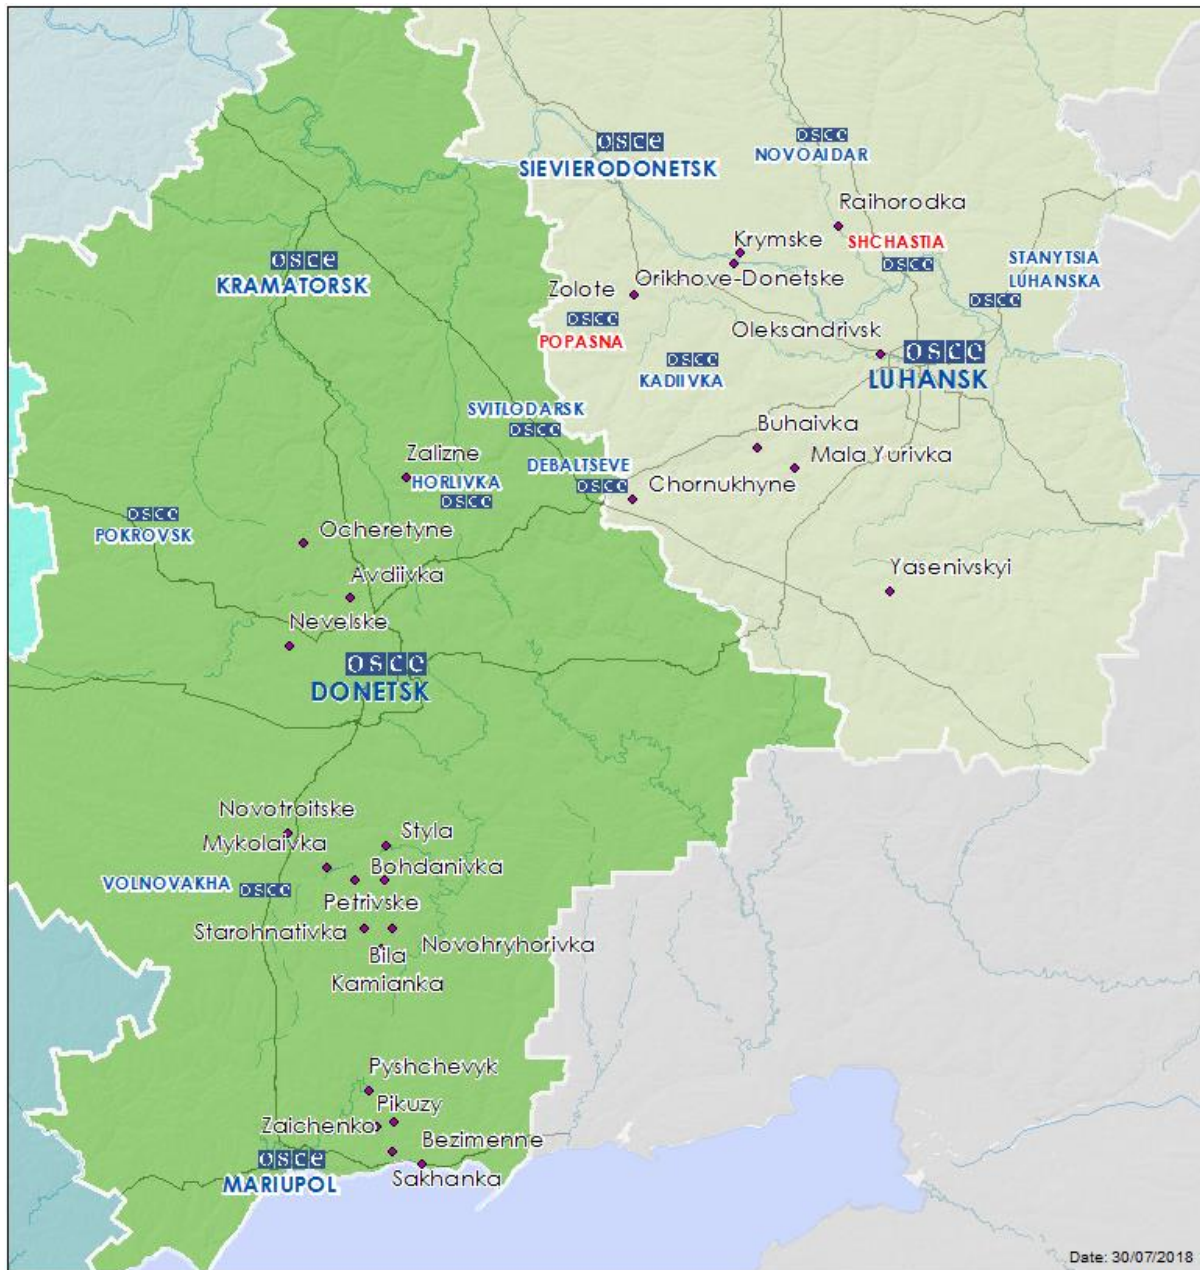 OSCE
SIEVIERODONETSK
OSCE
NOVOAIDAR
Raihorodka
Krymske
SHCHASTIA
OSCE
OSCE
KRAMATORSK
STANYTSIA
LUHANSKA
OSCE
Orikhove-Donetske
Zolote
OSCE
POPASNA
Oleksandrivsk
OSCE
LUHANSK
OSCE
KADIIVKA
SVITLODARSK
OSCE
Buhaivka
Mala Yurivka
Zalizne
HORLIVKA
OSCE
DEBALTSEVE
OSCE
Chornukhyne
OSCE
POKROVSK
Ocheretyne
Avdiivka
Yasenivskyi
Nevelske
OSCE
DONETSK
Novotroitske
Mykolaivka
Styla
Bohdanivka
VOLNOVAKHA
OSCE
Petrivske
Starohnativka
Novohryhorivka
Bila
Kamianka
Pyshchevyk
Pikuzy
Zaichenko
Bezimenne
OSCE
MARIUPOL
Sakhanka
Date: 30/07/2018